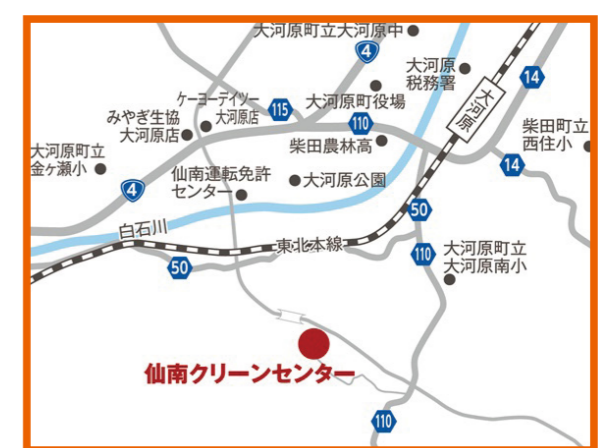 大河原町立大河原中
4
大河原
税務署
14
大河原
ケーヨーデイツー
大河原店
115
大河原町役場
みやぎ生協
大河原店
110
柴田農林高
柴田町立
西住小
大河原町立
金ケ瀬小
14
4
仙南運転免許
センター
大河原公園
50
白石川
東北本線
50
110
大河原町立
大河原南小
仙南クリーンセンター
110